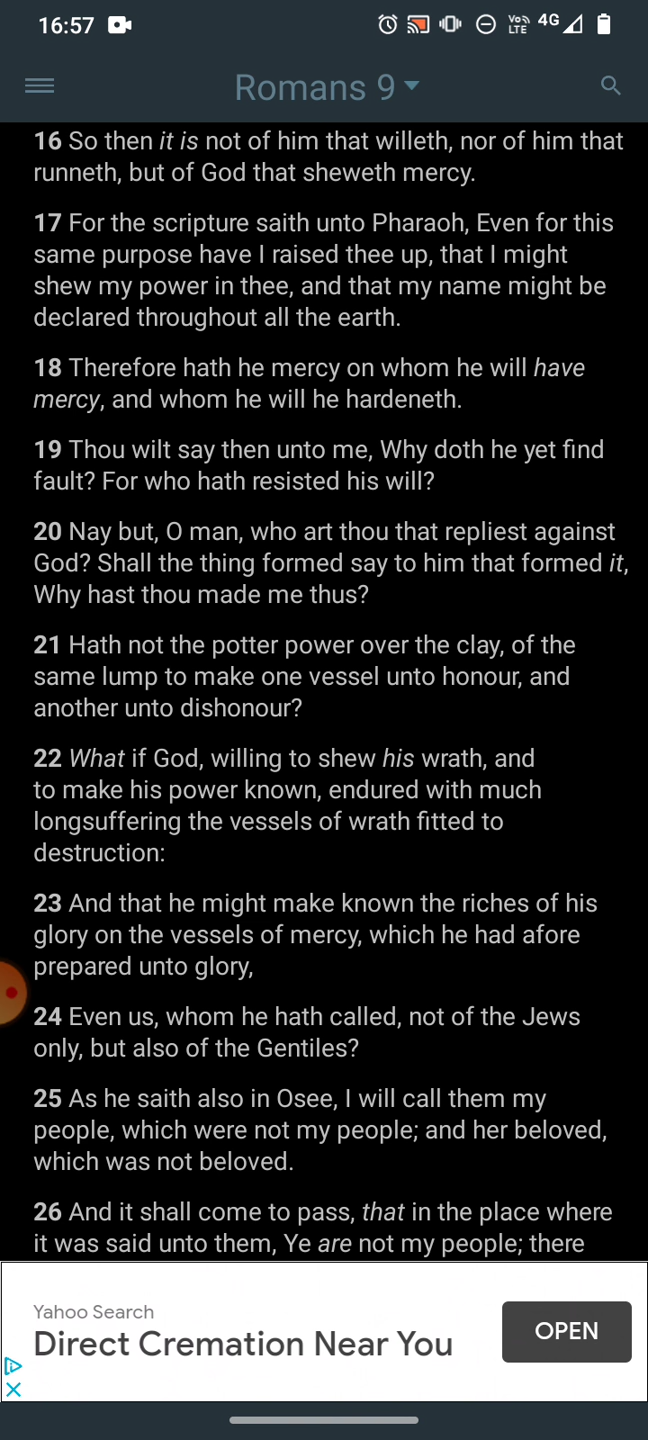 16:57
Vo LTE 4G
Romans 9
16 So then it is not of him that willeth, nor of him that
runneth, but of God that sheweth mercy.
17 For the scripture saith unto Pharaoh, Even for this
same purpose have I raised thee up, that I might
shew my power in thee, and that my name might be
declared throughout all the earth.
18 Therefore hath he mercy on whom he will have
mercy, and whom he will he hardeneth.
19 Thou wilt say then unto me, Why doth he yet find
fault? For who hath resisted his will?
20 Nay but, O man, who art thou that repliest against
God? Shall the thing formed say to him that formed it,
Why hast thou made me thus?
21 Hath not the potter power over the clay, of the
same lump to make one vessel unto honour, and
another unto dishonour?
22 What if God, willing to shew his wrath, and
to make his power known, endured with much
longsuffering the vessels of wrath fitted to
destruction:
23 And that he might make known the riches of his
glory on the vessels of mercy, which he had afore
prepared unto glory,
24 Even us, whom he hath called, not of the Jews
only, but also of the Gentiles?
25 As he saith also in Osee, I will call them my
people, which were not my people; and her beloved,
which was not beloved.
26 And it shall come to pass, that in the place where
it was said unto them, Ye are not my people; there
Yahoo Search
Direct Cremation Near You
OPEN